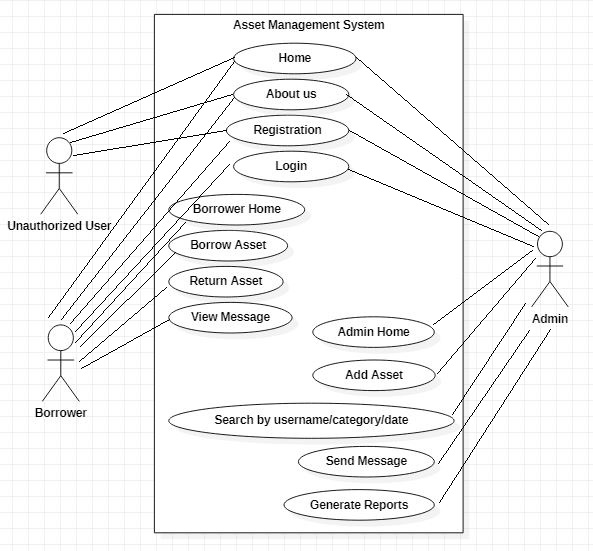 Asset Management System
Home
About us
Registration
Login
Unauthorized User
Borrower Home
Borrow Asset
Return Asset
View Message
Admin
Admin Home
Add Asset
Borrower
Search by username/category/date
Send Message
Generate Reports